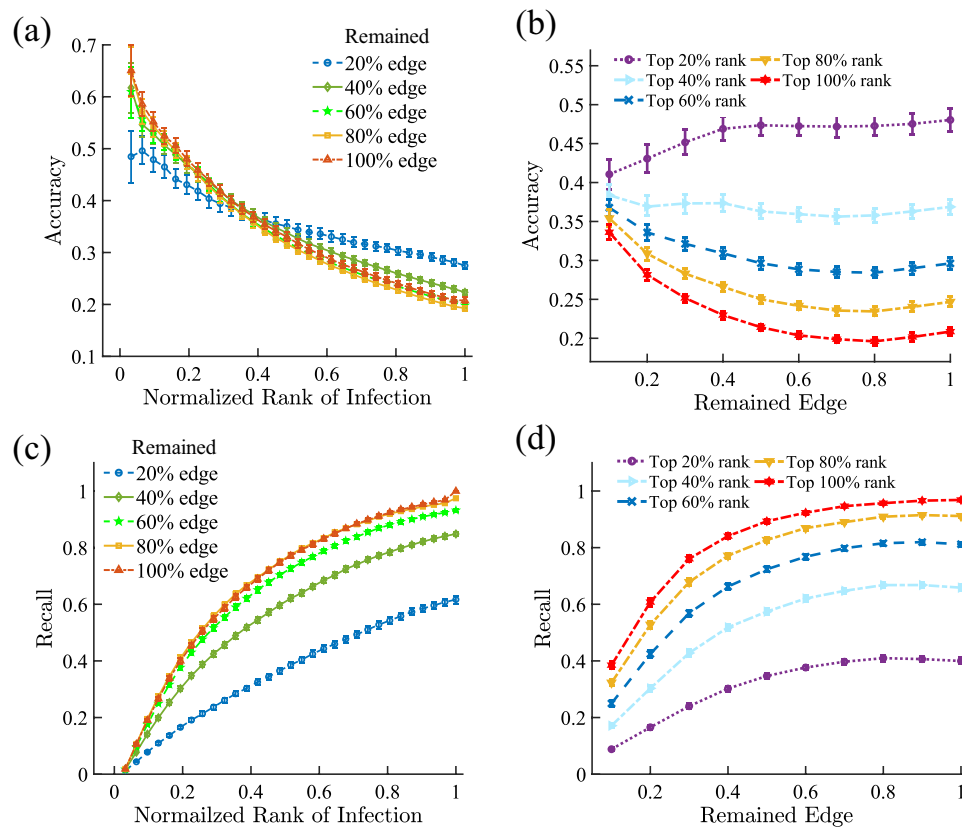 (a)
Remained
20% edge
40% edge
60% edge
80% edge
100% edge
0.7
0.6
0.5
0.4
0.3
0.2
0.1
Accuracy
0 0.2 0.4 0.6 0.8 1
Normalized Rank of Infection
(b)
Top 20% rank Top 80% rank
Top 40% rank Top 100% rank
Top 60% rank
0.55
0.5
0.45
0.4
0.35
0.3
0.25
0.2
Accuracy
0.2 0.4 0.6 0.8 1
Remained Edge
(c)
Remained
20% edge
40% edge
60% edge
80% edge
100% edge
1
0.8
0.6
0.4
0.2
0
Recall
0 0.2 0.4 0.6 0.8 1
Normailzed Rank of Infection
(d)
Top 20% rank Top 80% rank
Top 40% rank Top 100% rank
Top 60% rank
1
0.8
0.6
0.4
0.2
0
Recall
0.2 0.4 0.6 0.8 1
Remained Edge